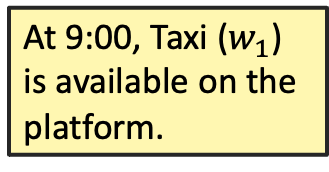 At 9:00, Taxi (w₁)
is available on the
platform.